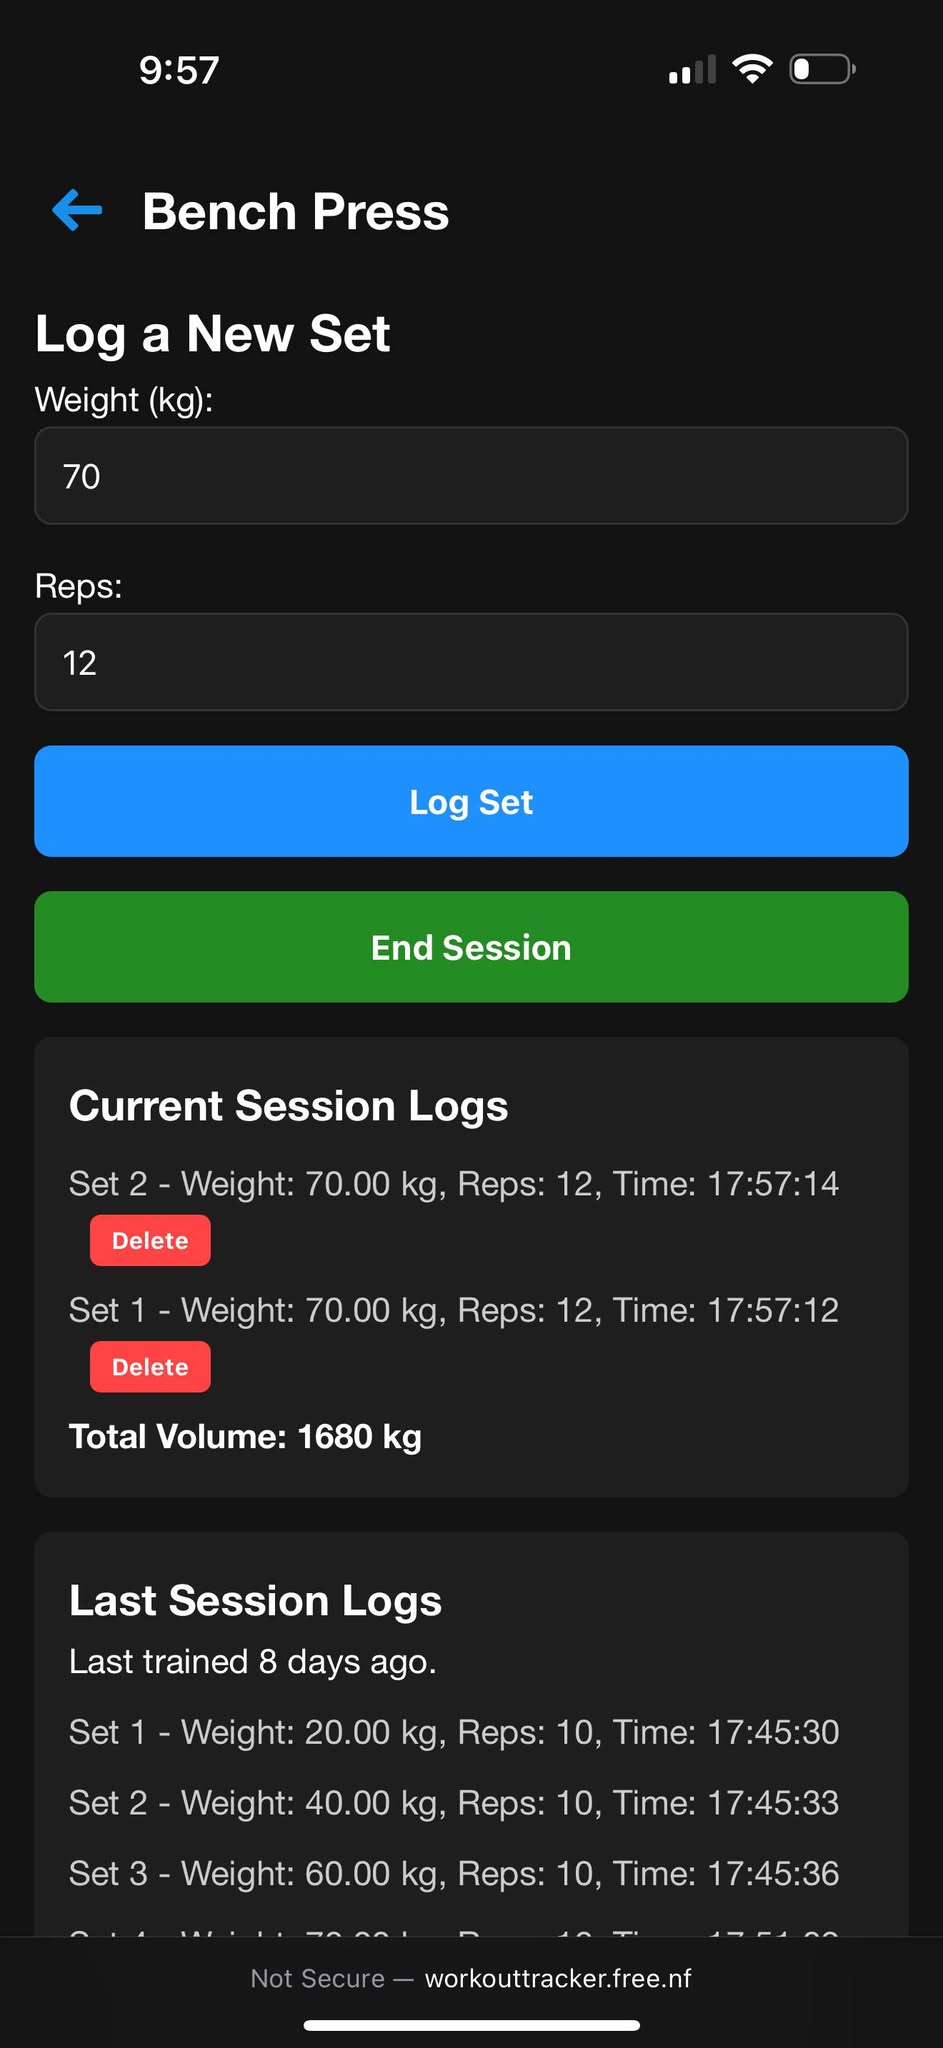 9:57
Bench Press
Log a New Set
Weight (kg):
70
Reps:
12
Log Set
End Session
Current Session Logs
Set 2 - Weight: 70.00 kg, Reps: 12, Time: 17:57:14
Delete
Set 1 - Weight: 70.00 kg, Reps: 12, Time: 17:57:12
Delete
Total Volume: 1680 kg
Last Session Logs
Last trained 8 days ago.
Set 1 - Weight: 20.00 kg, Reps: 10, Time: 17:45:30
Set 2 - Weight: 40.00 kg, Reps: 10, Time: 17:45:33
Set 3 - Weight: 60.00 kg, Reps: 10, Time: 17:45:36
Not Secure — workouttracker.free.nf